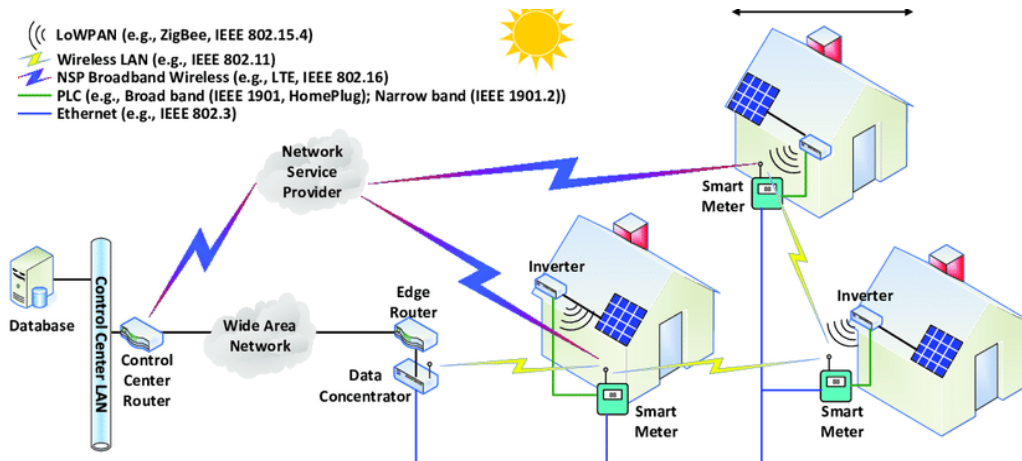 LoWPAN (e.g., ZigBee, IEEE 802.15.4)
Wireless LAN (e.g., IEEE 802.11)
NSP Broadband Wireless (e.g., LTE, IEEE 802.16)
PLC (e.g., Broad band (IEEE 1901, HomePlug); Narrow band (IEEE 1901.2))
Ethernet (e.g., IEEE 802.3)
Network
Service
Provider
Smart
Meter
Inverter
Inverter
Edge
Router
Database
Control Center LAN
Wide Area
Network
Control
Center
Router
Data
Concentrator
Smart
Meter
Smart
Meter